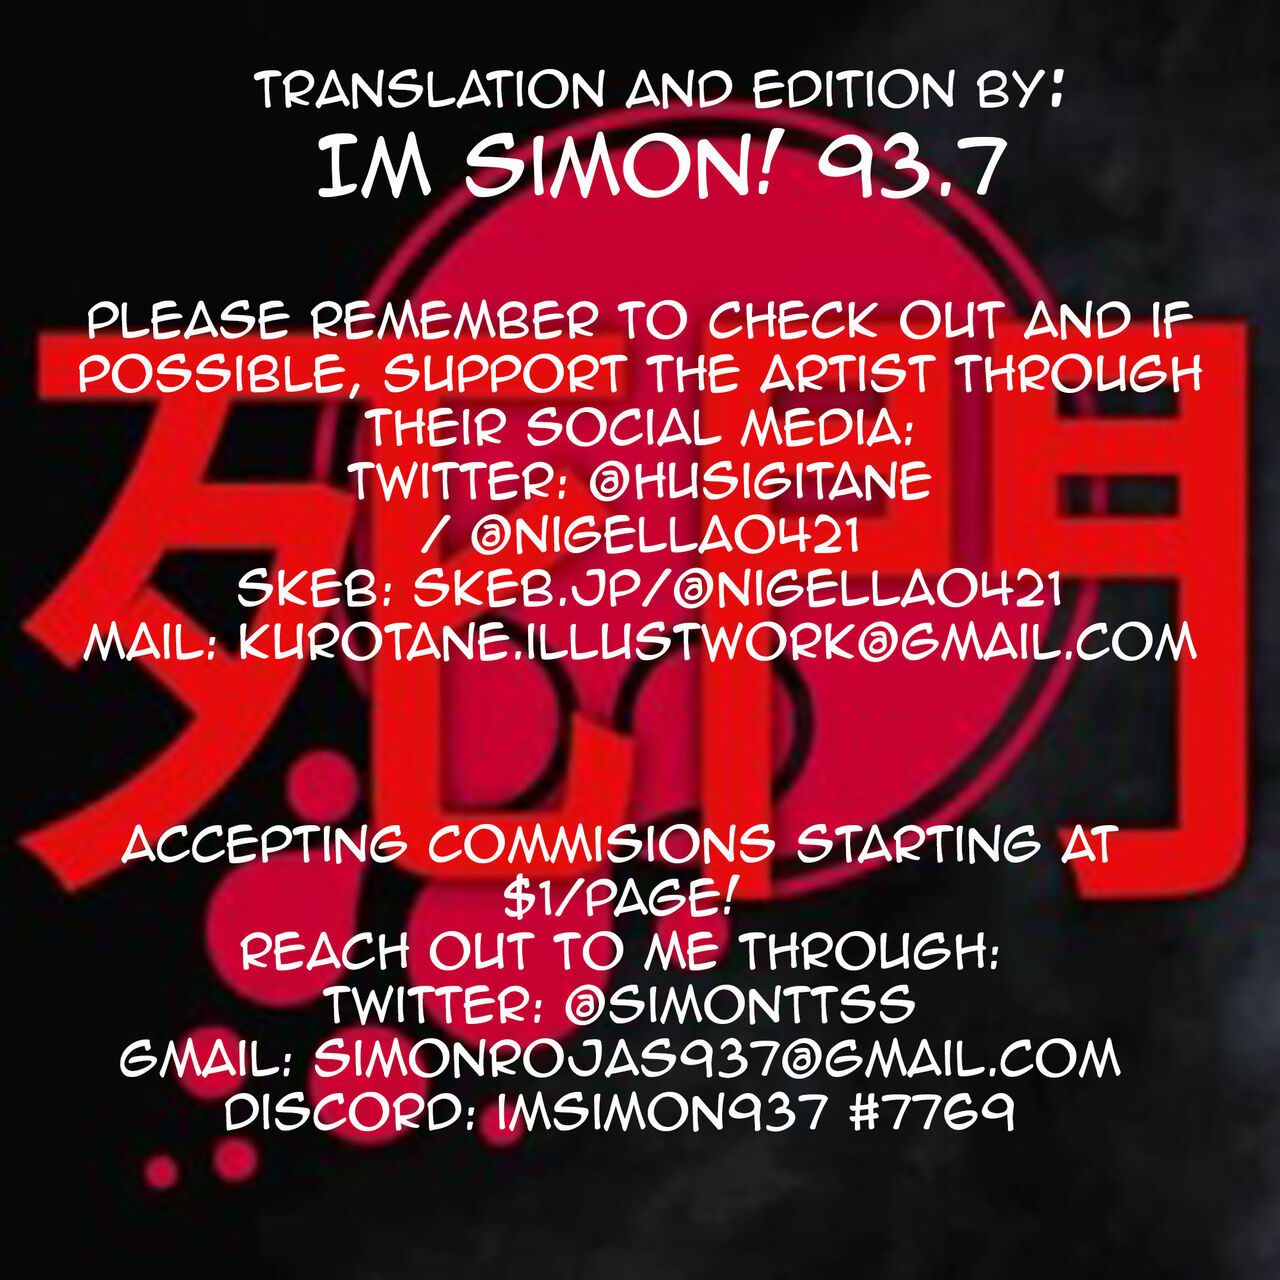 TRANSLATION AND EDITION BY:
IM SIMON! 93.7
PLEASE REMEMBER TO CHECK OUT AND IF
POSSIBLE, SUPPORT THE ARTIST THROUGH
THEIR SOCIAL MEDIA:
TWITTER: @HUSIGITANE
/ @NIGELLA0421
SKEB: SKEB.JP/@NIGELLA0421
MAIL: KUROTANE.ILLUSTWORK@GMAIL.COM
ACCEPTING COMMISIONS STARTING AT
$1/PAGE!
REACH OUT TO ME THROUGH:
TWITTER: @SIMONTTSS
GMAIL: SIMONROJAS937@GMAIL.COM
DISCORD: IMSIMON937 #7769